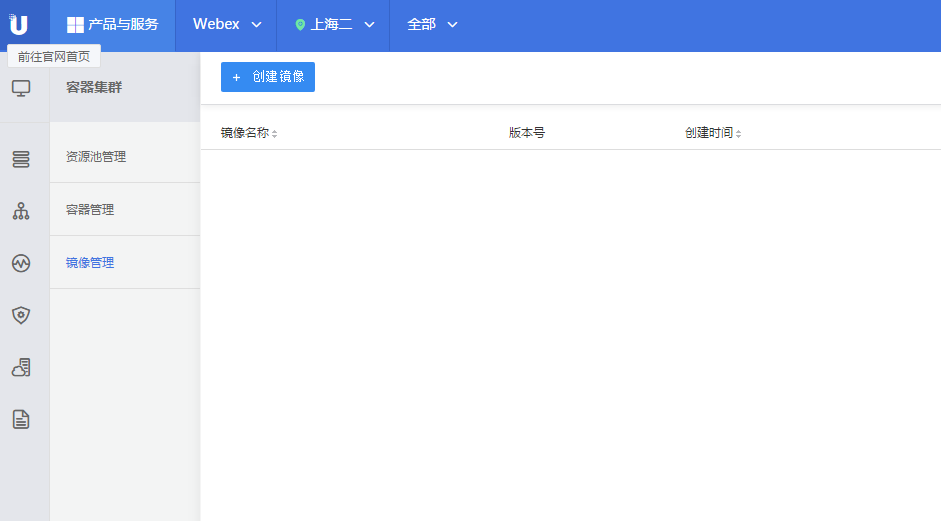 U 产品与服务 Webex 上海二 全部
前往官网首页
容器集群
+ 创建镜像
镜像名称 版本号 创建时间
资源池管理
容器管理
镜像管理